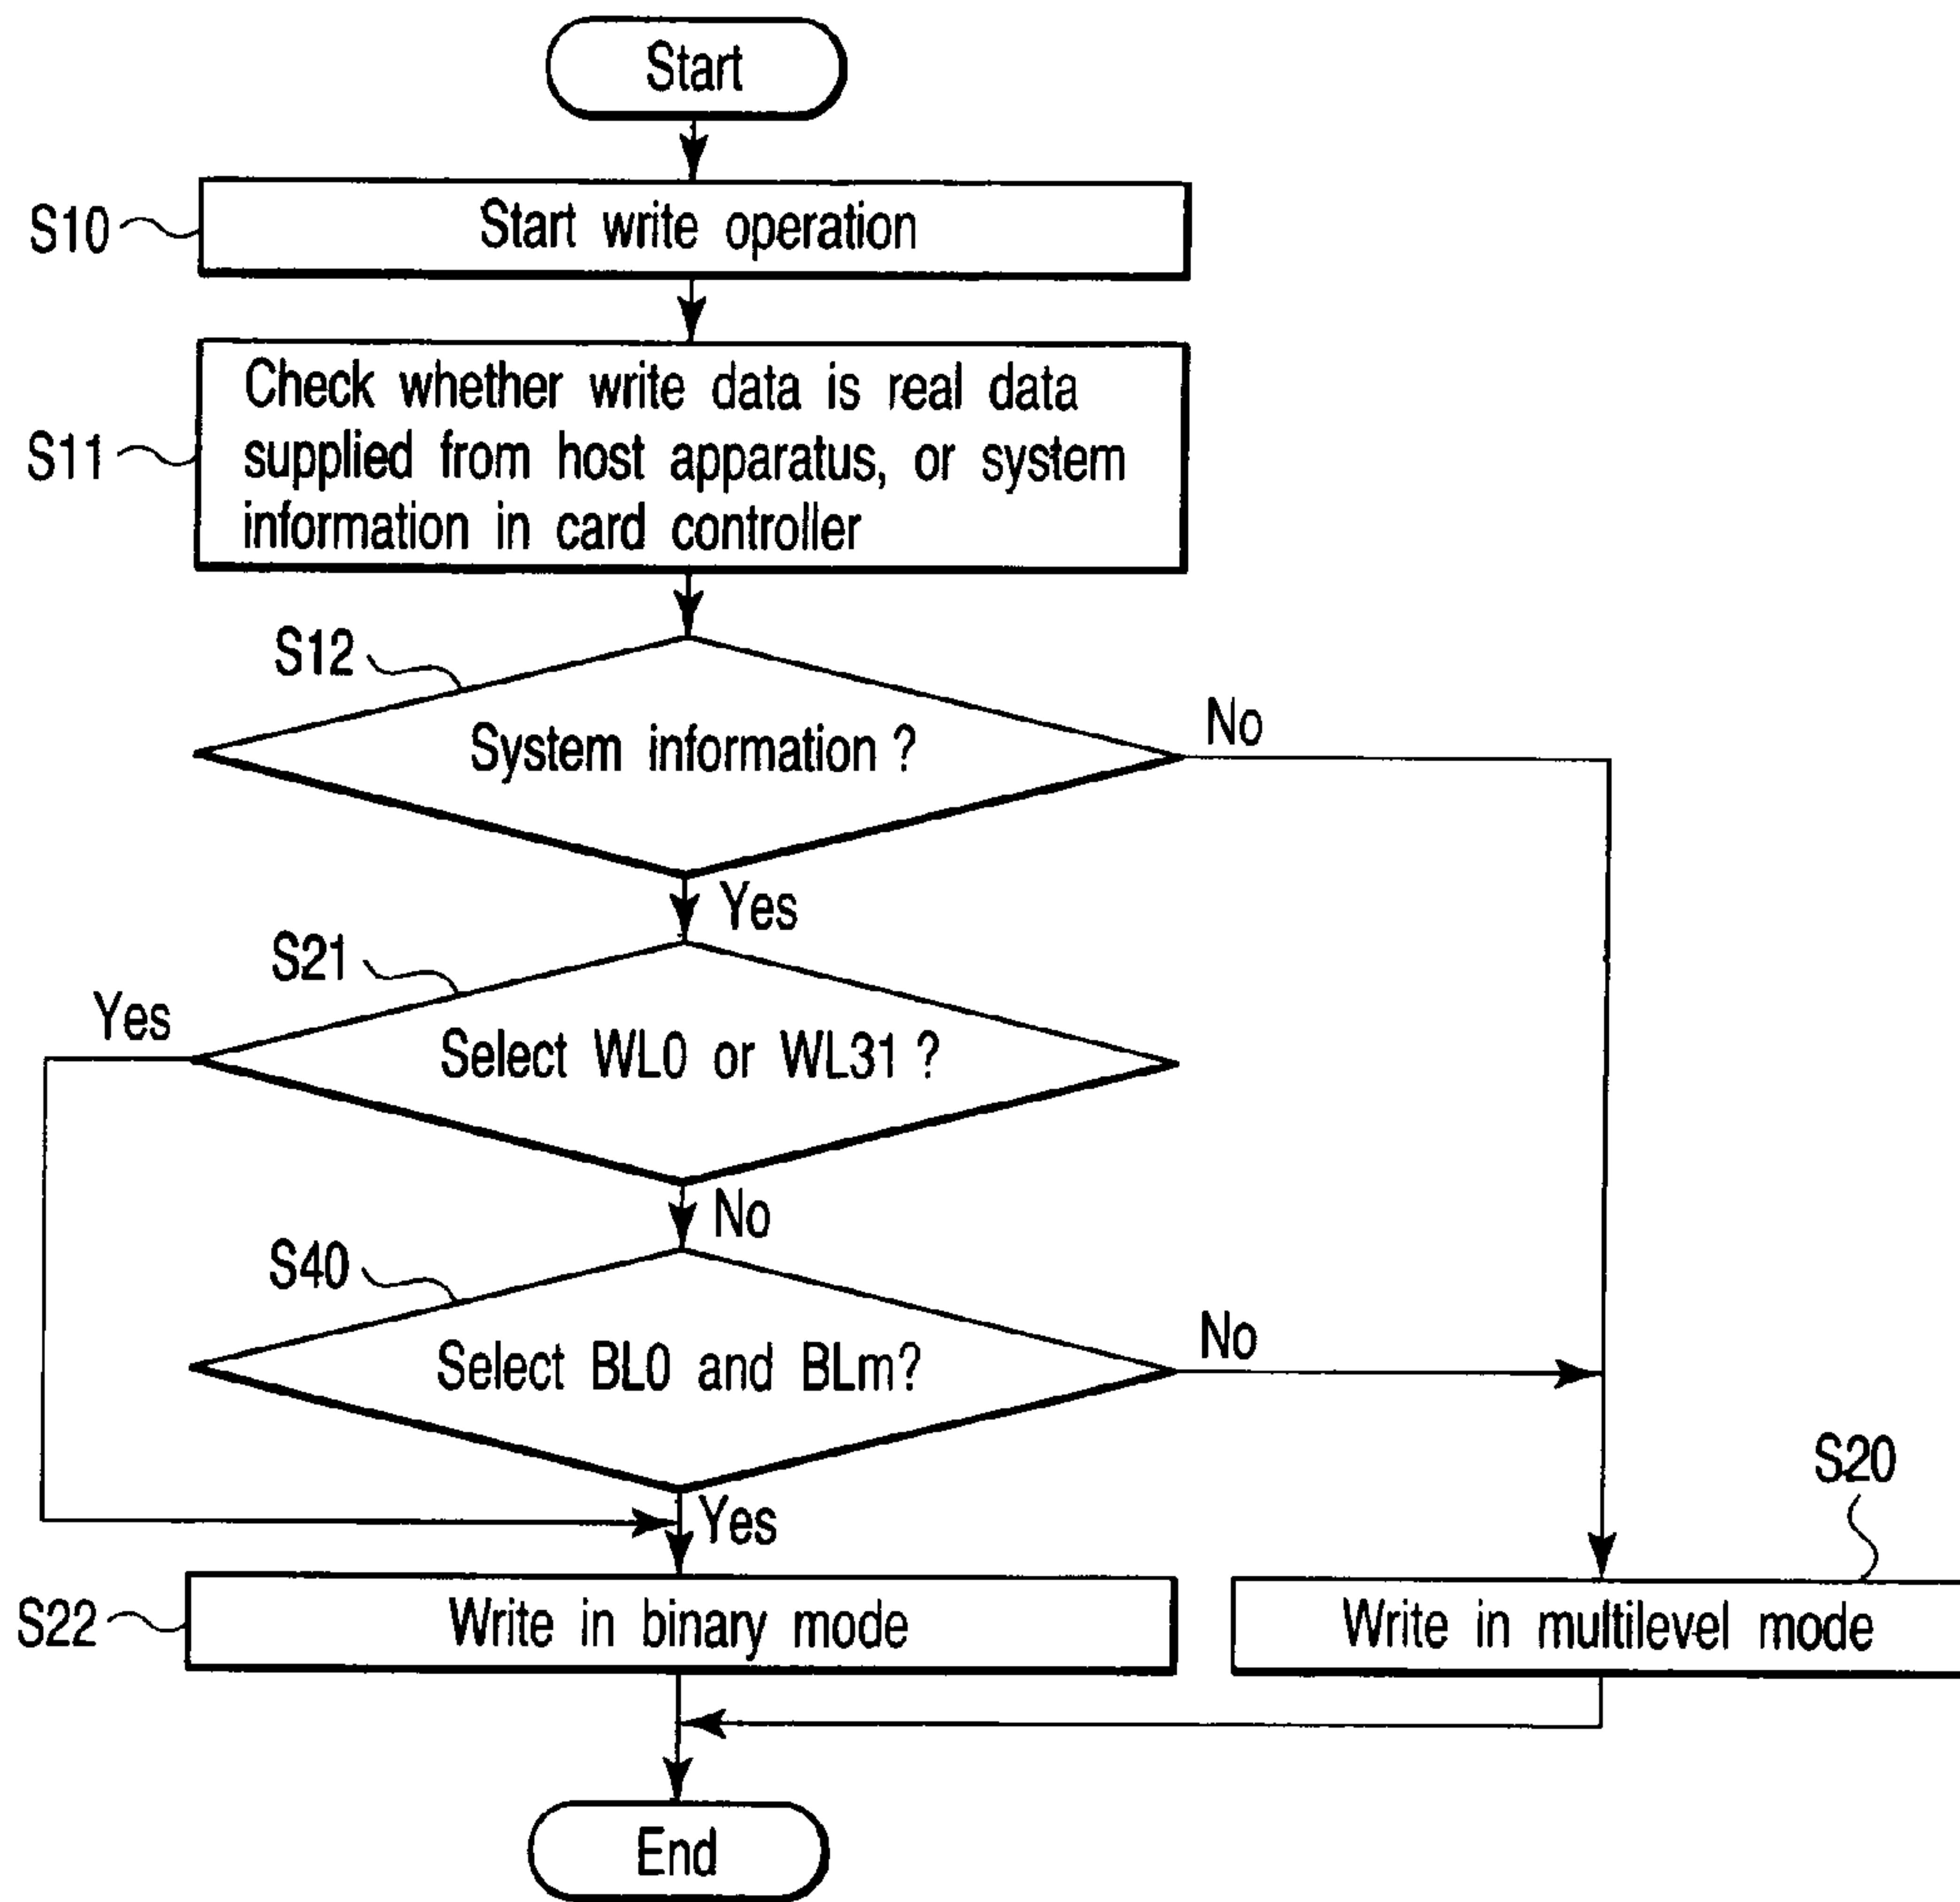 Start
S10
Start write operation
S11
Check whether write data is real data
supplied from host apparatus, or system
information in card controller
S12
System information ?
No
Yes
S21
Yes
Select WL0 or WL31 ?
No
S40
Select BL0 and BLm?
No
Yes
S20
S22
Write in binary mode
Write in multilevel mode
End